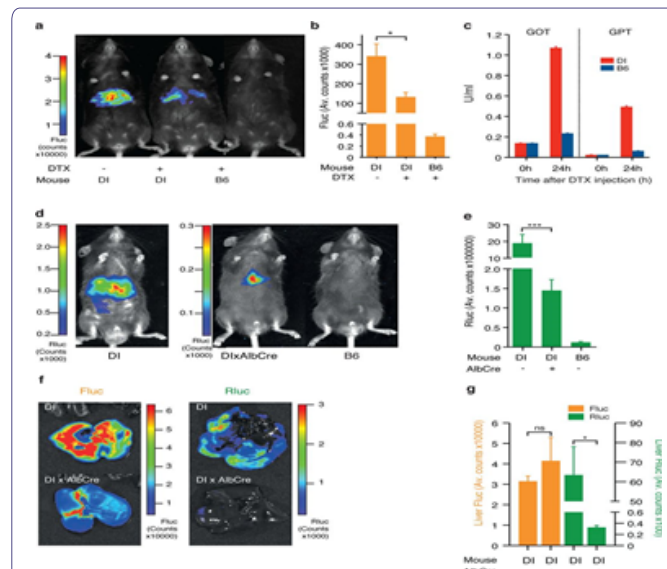 a
4
3
2
1
Fluc
(counts
x10000)
DTX - + +
Mouse DI DI B6
b
Fluc (Av. counts x1000)
400
300
200
100
0.6
0.4
0.2
0
*
DI DI B6
Mouse
DTX - + +
c
GOT GPT
DI
B6
U/ml
1.2
1.0
0.8
0.6
0.4
0.2
0
0h 24h 0h 24h
Time after DTX injection (h)
d
2.5
2.0
1.5
1.0
0.5
0.2
Rluc
(Counts
x1000)
DI
0.3
0.2
0.1
Rluc
(Counts
x1000)
DIxAlbCre B6
e
Rluc (Av. counts x100000)
30
20
10
2.0
1.5
1.0
0.5
0
***
Mouse DI DI B6
AlbCre - + -
f
Fluc Rluc
DI
DI x AlbCre
6
5
4
3
2
1
Fluc
(Counts
x10000)
DI
DI x AlbCre
3
2
1
Rluc
(Counts
x10000)
g
Fluc
Rluc
Liver Fluc (Av. counts x10000)
6
5
4
3
2
1
0
ns
*
90
80
70
60
50
0.6
0.4
0.2
0
Mouse DI DI DI DI